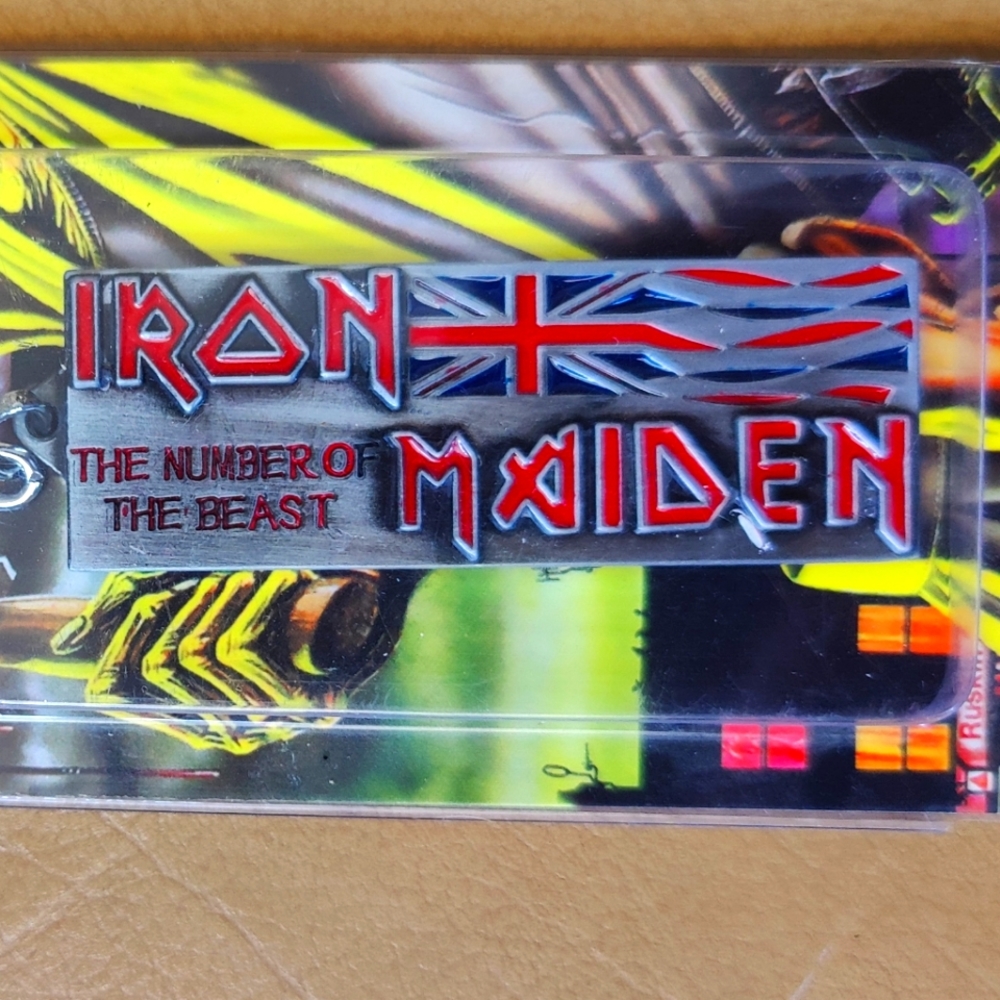 IRON
THE NUMBER OF
THE BEAST
MAIDEN